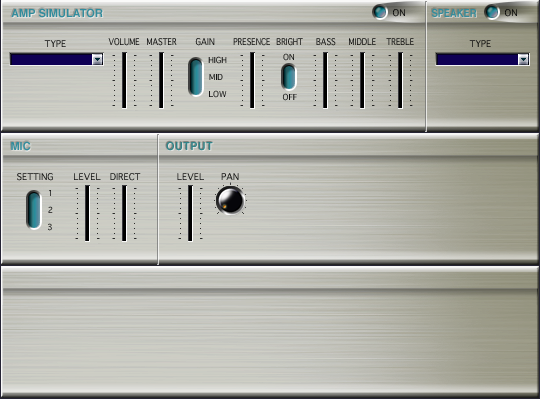 AMP SIMULATOR ON SPEAKER ON
TYPE VOLUME MASTER GAIN PRESENCE BRIGHT BASS MIDDLE TREBLE TYPE
HIGH ON
MID
LOW OFF
MIC OUTPUT
SETTING LEVEL DIRECT LEVEL PAN
1
2
3